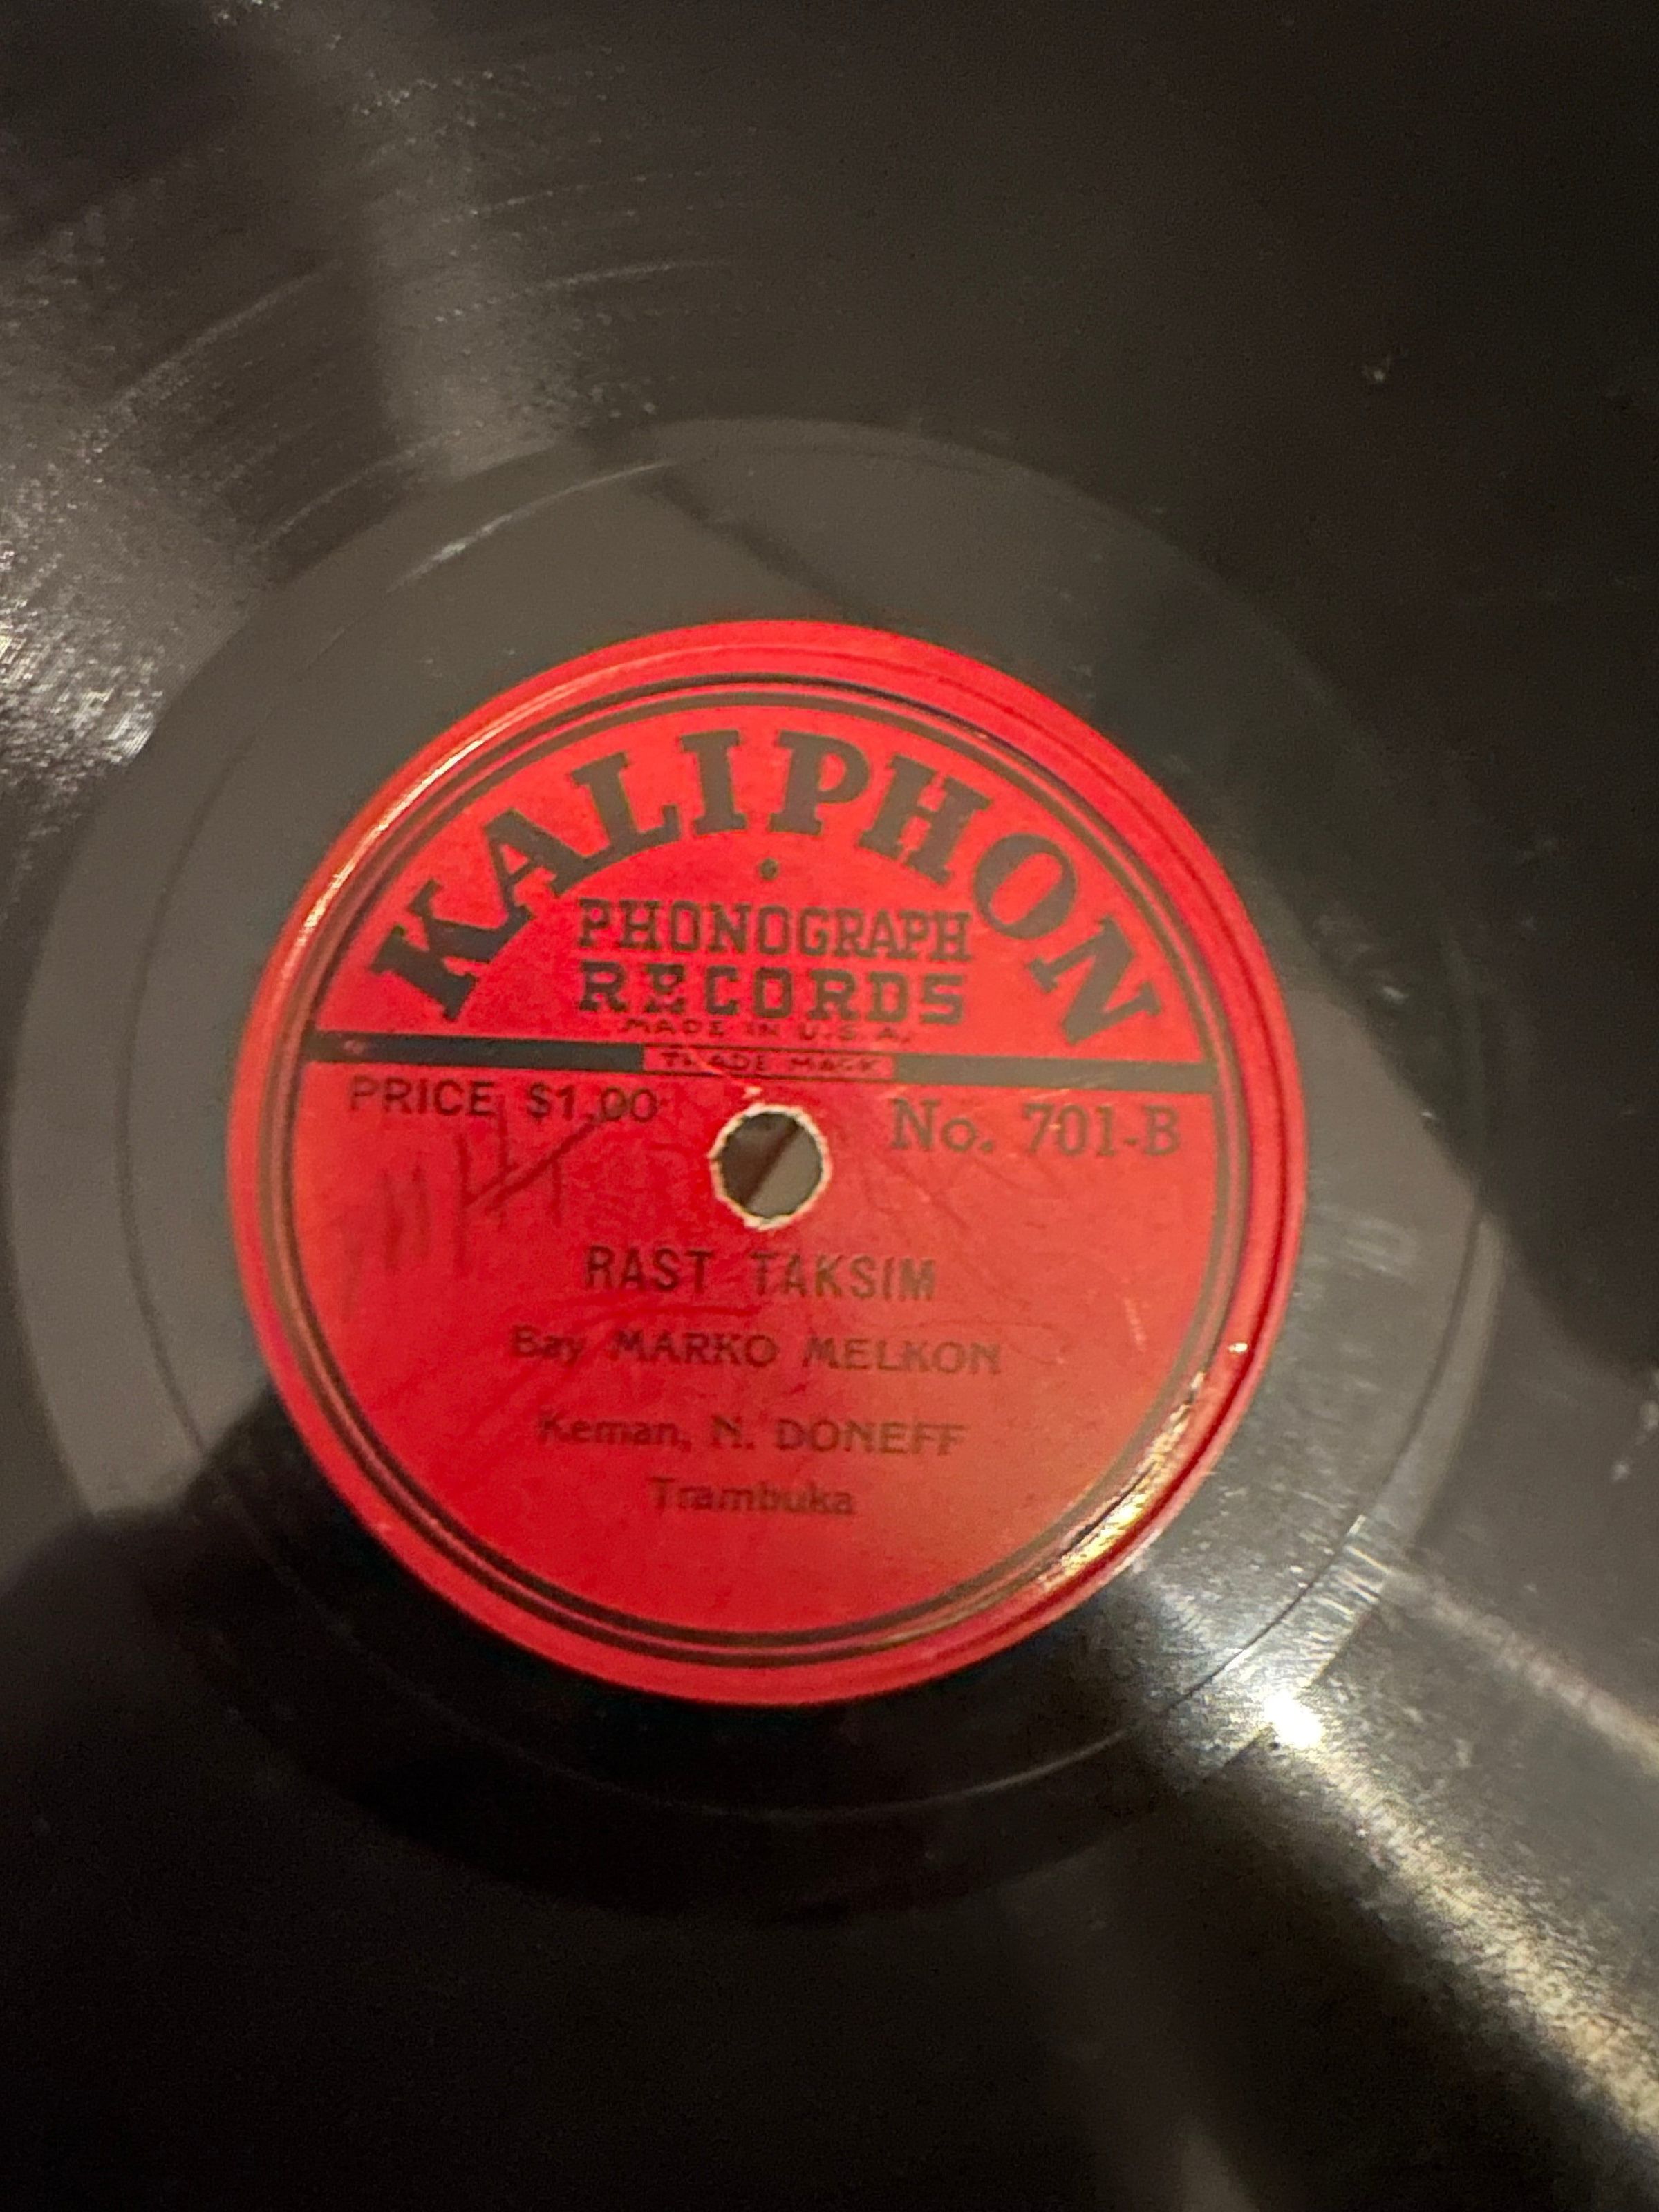 KALIPHON
PHONOGRAPH
RECORDS
MADE IN U.S.A.
TRADE MARK
PRICE $1.00 No. 701-B
RAST TAKSIM
Bay MARKO MELKON
Keman, N. DONEFF
Trambuka